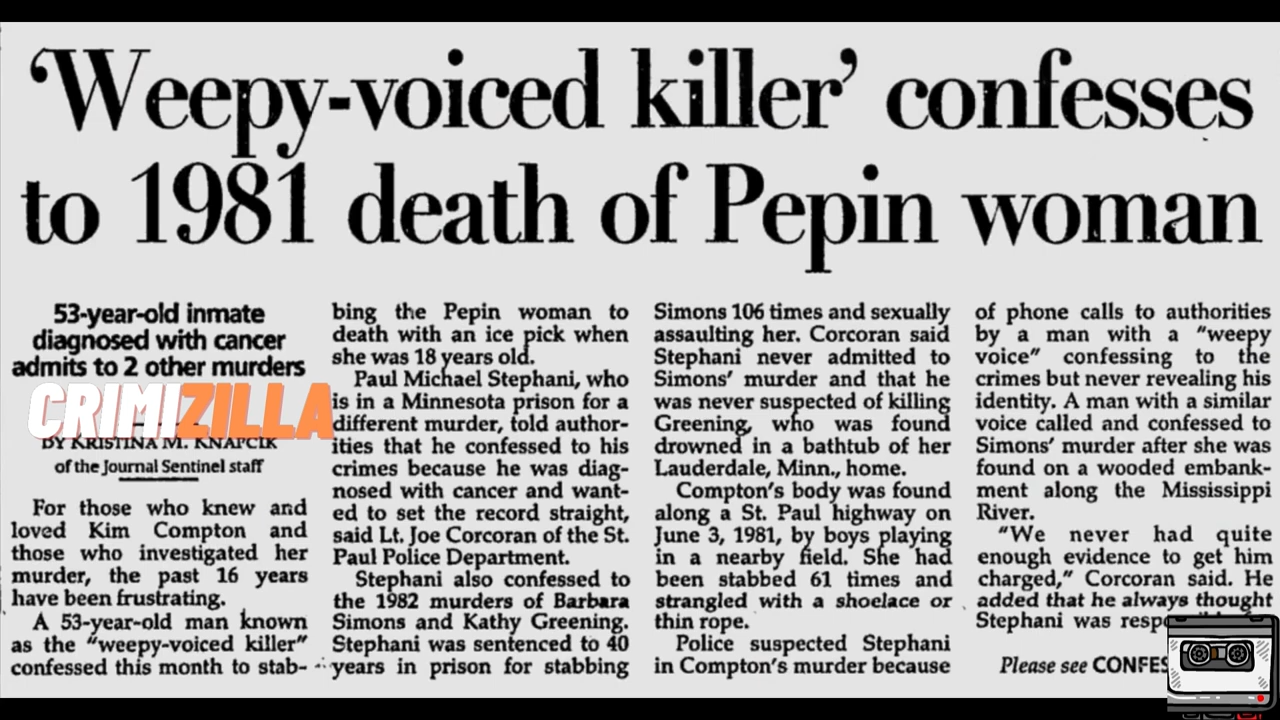 ‘Weepy-voiced killer’ confesses
to 1981 death of Pepin woman
53-year-old inmate
diagnosed with cancer
admits to 2 other murders
CRIMIZILLA
BY KRISTINA M. KNAPCIK
of the Journal Sentinel staff
For those who knew and
loved Kim Compton and
those who investigated her
murder, the past 16 years
have been frustrating.
A 53-year-old man known
as the “weepy-voiced killer”
confessed this month to stab-
bing the Pepin woman to
death with an ice pick when
she was 18 years old.
Paul Michael Stephani, who
is in a Minnesota prison for a
different murder, told author-
ities that he confessed to his
crimes because he was diag-
nosed with cancer and want-
ed to set the record straight,
said Lt. Joe Corcoran of the St.
Paul Police Department.
Stephani also confessed to
the 1982 murders of Barbara
Simons and Kathy Greening.
Stephani was sentenced to 40
years in prison for stabbing
Simons 106 times and sexually
assaulting her. Corcoran said
Stephani never admitted to
Simons’ murder and that he
was never suspected of killing
Greening, who was found
drowned in a bathtub of her
Lauderdale, Minn., home.
Compton’s body was found
along a St. Paul highway on
June 3, 1981, by boys playing
in a nearby field. She had
been stabbed 61 times and
strangled with a shoelace or
thin rope.
Police suspected Stephani
in Compton’s murder because
of phone calls to authorities
by a man with a “weepy
voice” confessing to the
crimes but never revealing his
identity. A man with a similar
voice called and confessed to
Simons’ murder after she was
found on a wooded embank-
ment along the Mississippi
River.
“We never had quite
enough evidence to get him
charged,” Corcoran said. He
added that he always thought
Stephani was
Please see